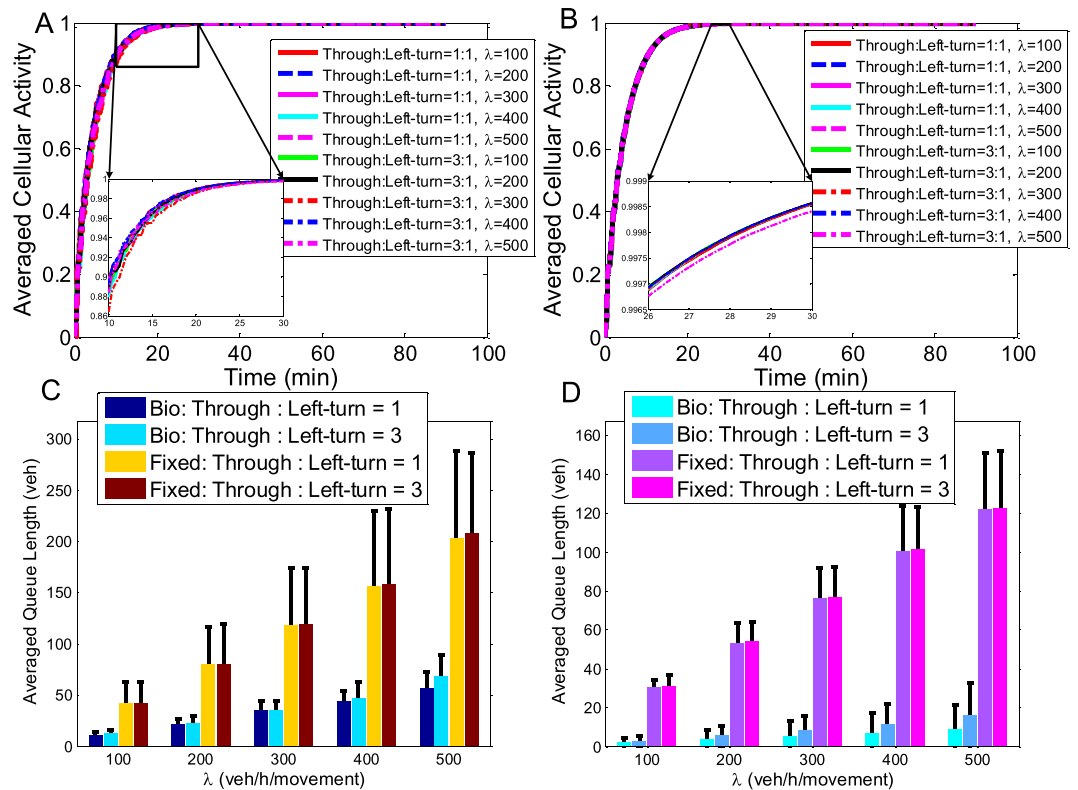 A
Averaged Cellular Activity
1
0.8
0.6
0.4
0.2
0
0
20
40
60
80
100
Time (min)
Through:Left-turn=1:1, λ=100
Through:Left-turn=1:1, λ=200
Through:Left-turn=1:1, λ=300
Through:Left-turn=1:1, λ=400
Through:Left-turn=1:1, λ=500
Through:Left-turn=3:1, λ=100
Through:Left-turn=3:1, λ=200
Through:Left-turn=3:1, λ=300
Through:Left-turn=3:1, λ=400
Through:Left-turn=3:1, λ=500
1
0.98
0.96
0.94
0.92
0.9
0.88
0.86
10
15
20
25
30
B
Averaged Cellular Activity
1
0.8
0.6
0.4
0.2
0
0
20
40
60
80
100
Time (min)
Through:Left-turn=1:1, λ=100
Through:Left-turn=1:1, λ=200
Through:Left-turn=1:1, λ=300
Through:Left-turn=1:1, λ=400
Through:Left-turn=1:1, λ=500
Through:Left-turn=3:1, λ=100
Through:Left-turn=3:1, λ=200
Through:Left-turn=3:1, λ=300
Through:Left-turn=3:1, λ=400
Through:Left-turn=3:1, λ=500
0.999
0.9985
0.998
0.9975
0.997
0.9965
26
27
28
29
30
C
Bio: Through : Left-turn = 1
Bio: Through : Left-turn = 3
Fixed: Through : Left-turn = 1
Fixed: Through : Left-turn = 3
Averaged Queue Length (veh)
300
250
200
150
100
50
0
100
200
300
400
500
λ (veh/h/movement)
D
Bio: Through : Left-turn = 1
Bio: Through : Left-turn = 3
Fixed: Through : Left-turn = 1
Fixed: Through : Left-turn = 3
Averaged Queue Length (veh)
160
140
120
100
80
60
40
20
0
100
200
300
400
500
λ (veh/h/movement)